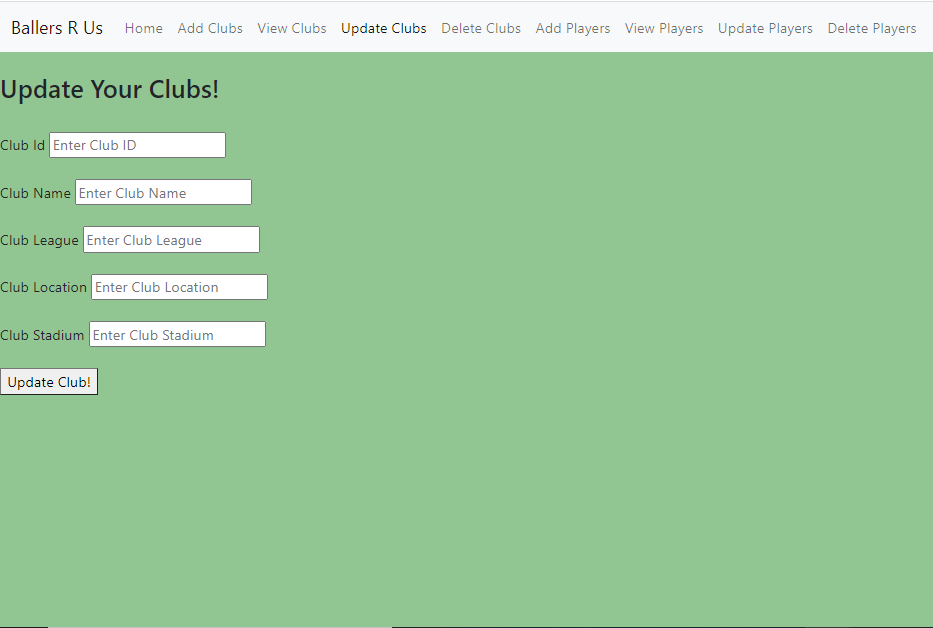 Ballers R Us Home Add Clubs View Clubs Update Clubs Delete Clubs Add Players View Players Update Players Delete Players
Update Your Clubs!
Club Id Enter Club ID
Club Name Enter Club Name
Club League Enter Club League
Club Location Enter Club Location
Club Stadium Enter Club Stadium
Update Club!